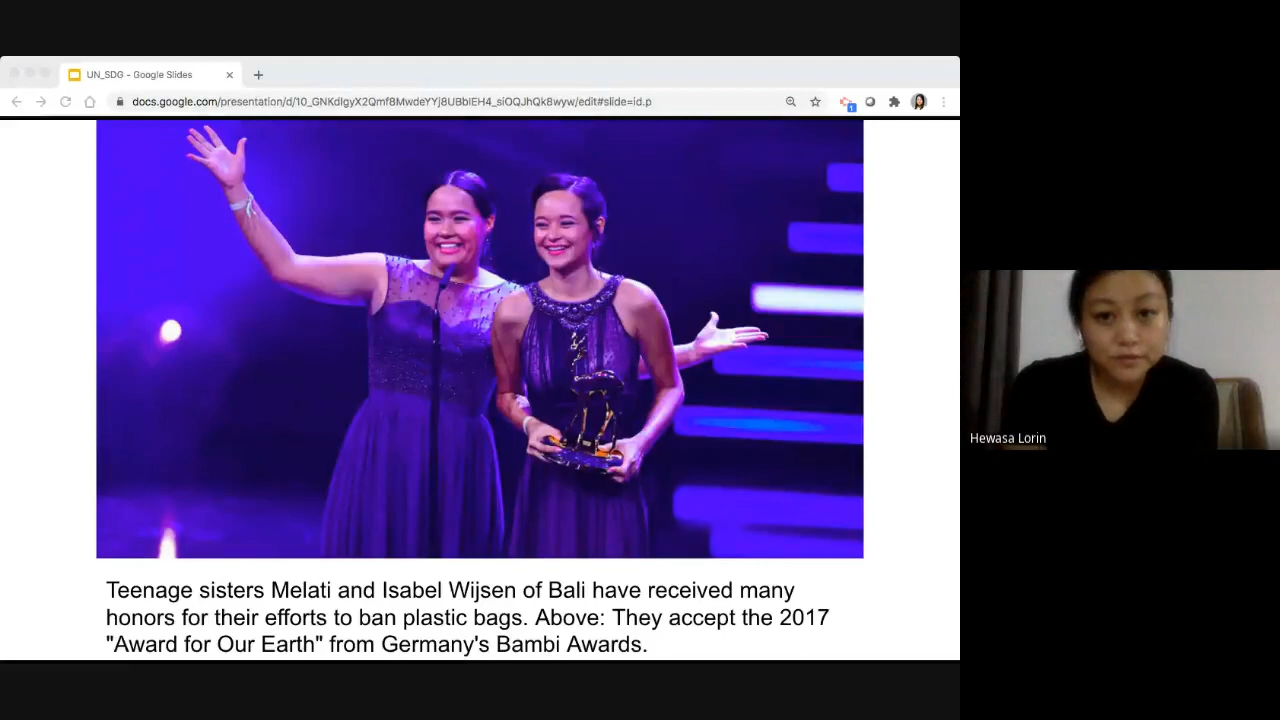 UN_SDG - Google Slides
docs.google.com/presentation/d/10_GNKdIgyX2Qmf8MwdeYYj8UBbIEH4_siOQJhQk8wyw/edit#slide=id.p
1
Teenage sisters Melati and Isabel Wijsen of Bali have received many
honors for their efforts to ban plastic bags. Above: They accept the 2017
"Award for Our Earth" from Germany's Bambi Awards.
Hewasa Lorin